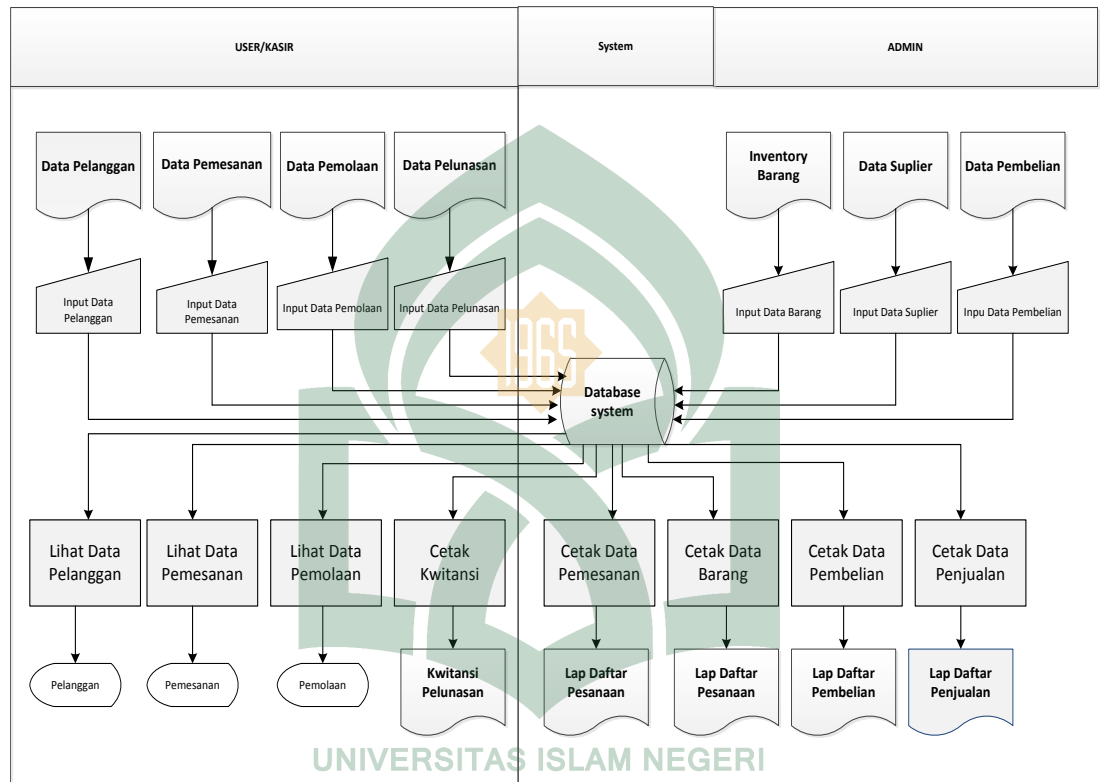 USER/KASIR
System
ADMIN
Data Pelanggan
Data Pemesanan
Data Pemolaan
Data Pelunasan
Inventory
Barang
Data Suplier
Data Pembelian
Input Data
Pelanggan
Input Data
Pemesanan
Input Data Pemolaan
Input Data Pelunasan
Input Data Barang
Input Data Suplier
Inpu Data Pembelian
1965
Database
system
Lihat Data
Pelanggan
Lihat Data
Pemesanan
Lihat Data
Pemolaan
Cetak
Kwitansi
Cetak Data
Pemesanan
Cetak Data
Barang
Cetak Data
Pembelian
Cetak Data
Penjualan
Pelanggan
Pemesanan
Pemolaan
Kwitansi
Pelunasan
Lap Daftar
Pesanaan
Lap Daftar
Pesanaan
Lap Daftar
Pembelian
Lap Daftar
Penjualan
UNIVERSITAS ISLAM NEGERI